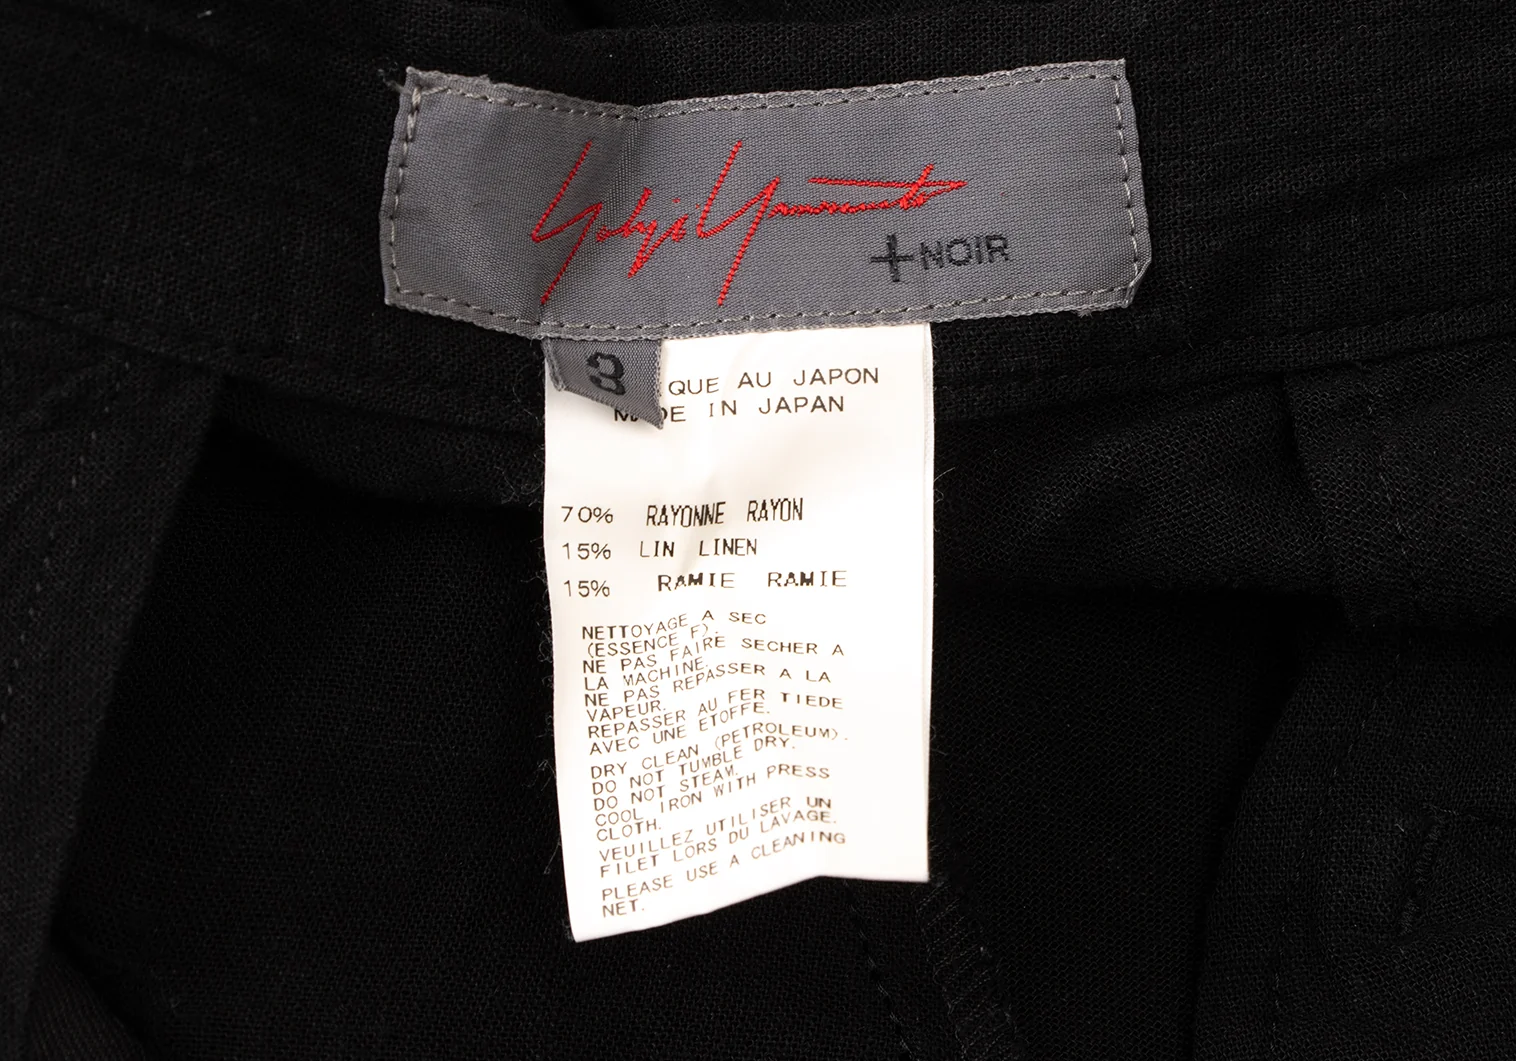 Yohji Yamamoto
+NOIR
3
QUE AU JAPON
MADE IN JAPAN
70% RAYONNE RAYON
15% LIN LINEN
15% RAMIE RAMIE
NETTOYAGE A SEC
(ESSENCE F).
NE PAS FAIRE SECHER A
LA MACHINE.
NE PAS REPASSER A LA
VAPEUR.
REPASSER AU FER TIEDE
AVEC UNE ETOFFE.
DRY CLEAN (PETROLEUM).
DO NOT TUMBLE DRY.
DO NOT STEAM.
COOL IRON WITH PRESS
CLOTH.
VEUILLEZ UTILISER UN
FILET LORS DU LAVAGE.
PLEASE USE A CLEANING
NET.